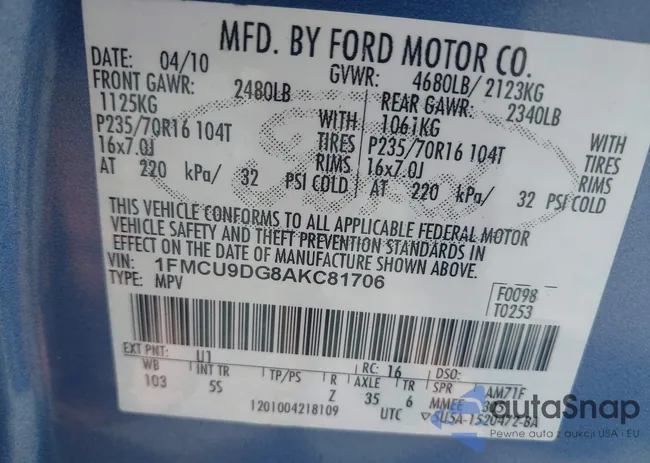 MFD. BY FORD MOTOR CO.
DATE: 04/10 GVWR: 4680LB/ 2123KG
FRONT GAWR: 2480LB REAR GAWR: 2340LB
1125KG WITH 1061KG WITH
P235/70R16 104T TIRES P235/70R16 104T TIRES
16x7.0J RIMS 16x7.0J RIMS
AT 220 kPa/ 32 PSI COLD AT 220 kPa/ 32 PSI COLD
THIS VEHICLE CONFORMS TO ALL APPLICABLE FEDERAL MOTOR
VEHICLE SAFETY AND THEFT PREVENTION STANDARDS IN
EFFECT ON THE DATE OF MANUFACTURE SHOWN ABOVE.
VIN: 1FMCU9DG8AKC81706
TYPE: MPV
F0098
T0253
EXT PNT: U1 RC: 16 DSO:
WB INT TR TP/PS R AXLE TR SPR AM71F
103 5S Z 35 6 MMEE
1201004218109 UTC
autoSnap
Pewne auto z USA i EU